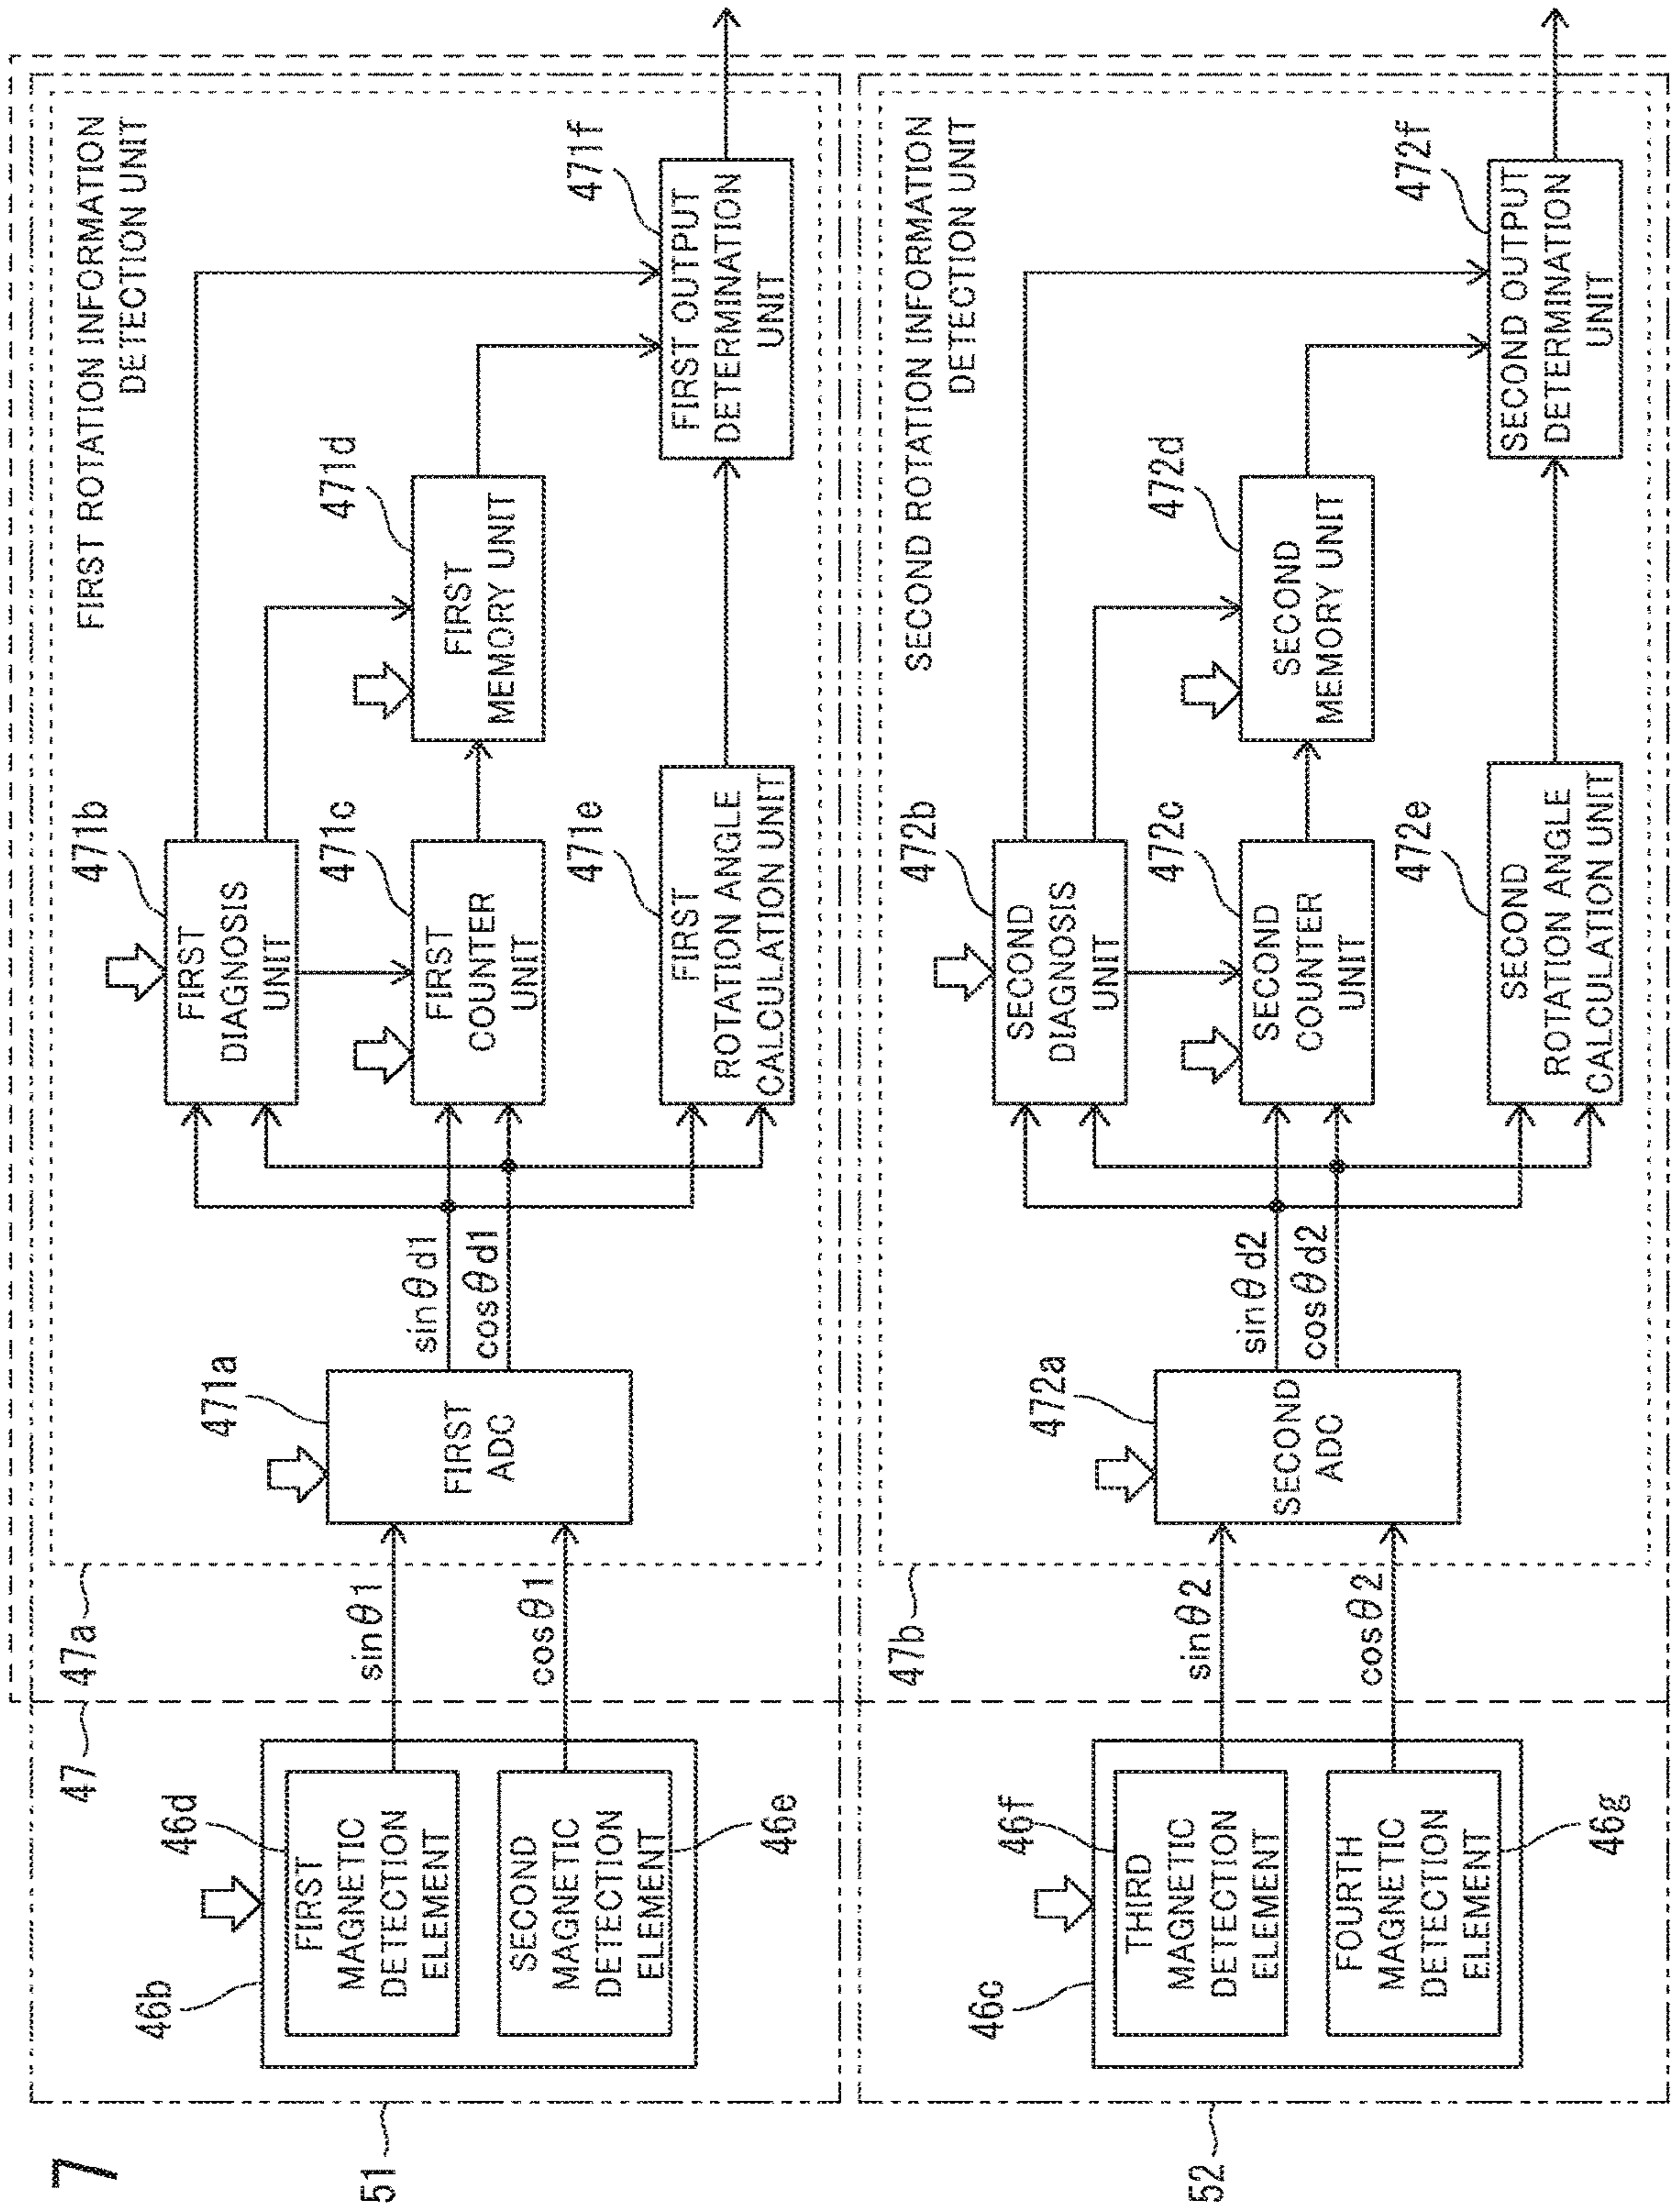 7
51
47
47a
FIRST ROTATION INFORMATION
DETECTION UNIT
46b
46d
FIRST
MAGNETIC
DETECTION
ELEMENT
SECOND
MAGNETIC
DETECTION
ELEMENT
46e
sinθ1
cosθ1
471a
FIRST
ADC
sinθd1
cosθd1
471b
FIRST
DIAGNOSIS
UNIT
471c
FIRST
COUNTER
UNIT
471d
FIRST
MEMORY UNIT
471e
FIRST
ROTATION ANGLE
CALCULATION UNIT
471f
FIRST OUTPUT
DETERMINATION
UNIT
52
47b
SECOND ROTATION INFORMATION
DETECTION UNIT
46c
46f
THIRD
MAGNETIC
DETECTION
ELEMENT
FOURTH
MAGNETIC
DETECTION
ELEMENT
46g
sinθ2
cosθ2
472a
SECOND
ADC
sinθd2
cosθd2
472b
SECOND
DIAGNOSIS
UNIT
472c
SECOND
COUNTER
UNIT
472d
SECOND
MEMORY UNIT
472e
SECOND
ROTATION ANGLE
CALCULATION UNIT
472f
SECOND OUTPUT
DETERMINATION
UNIT